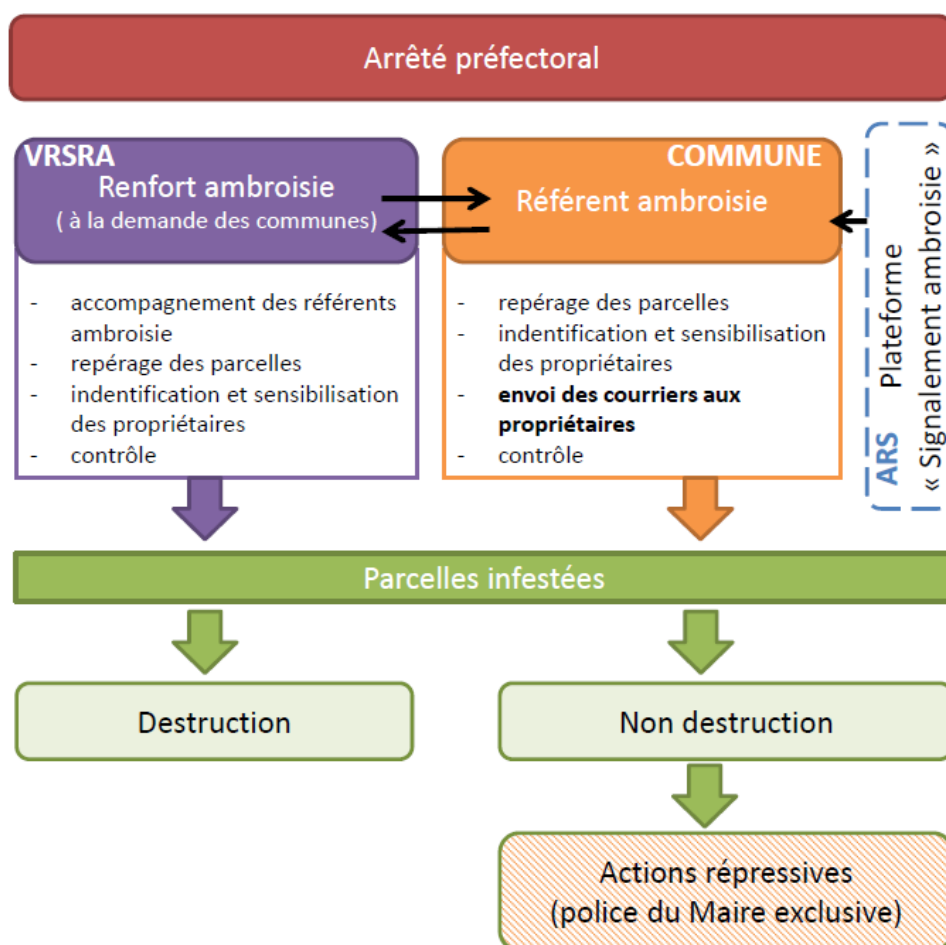 Arrêté préfectoral
VRSRA
Renfort ambroisie
( à la demande des communes)
- accompagnement des référents
ambroisie
- repérage des parcelles
- indentification et sensibilisation
des propriétaires
- contrôle
COMMUNE
Référent ambroisie
- repérage des parcelles
- indentification et sensibilisation
des propriétaires
- envoi des courriers aux
propriétaires
- contrôle
ARS Plateforme
« Signalement ambroisie »
Parcelles infestées
Destruction
Non destruction
Actions répressives
(police du Maire exclusive)